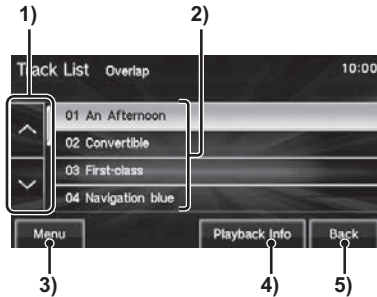 1) 2)
Track List Overlap 10:00
01 An Afternoon
02 Convertible
03 First-class
04 Navigation blue
Menu Playback Info Back
3) 4) 5)